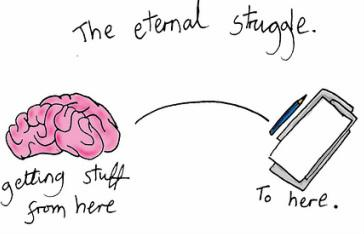 The eternal struggle.
getting stuff
from here
To here.